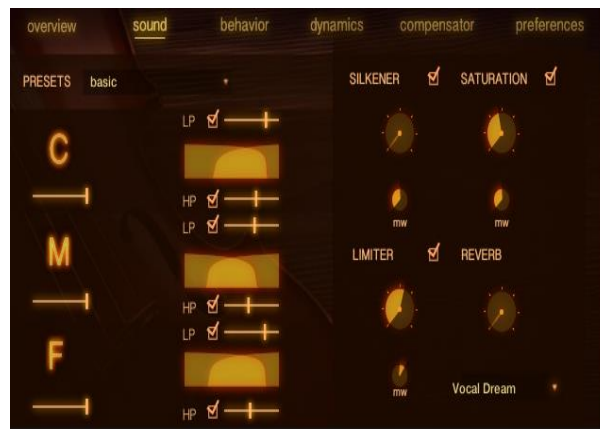 overview sound behavior dynamics compensator preferences
PRESETS basic
SILKENER SATURATION
LP
C
HP
mw mw
LP
M
LIMITER REVERB
HP
LP
F
mw
Vocal Dream
HP